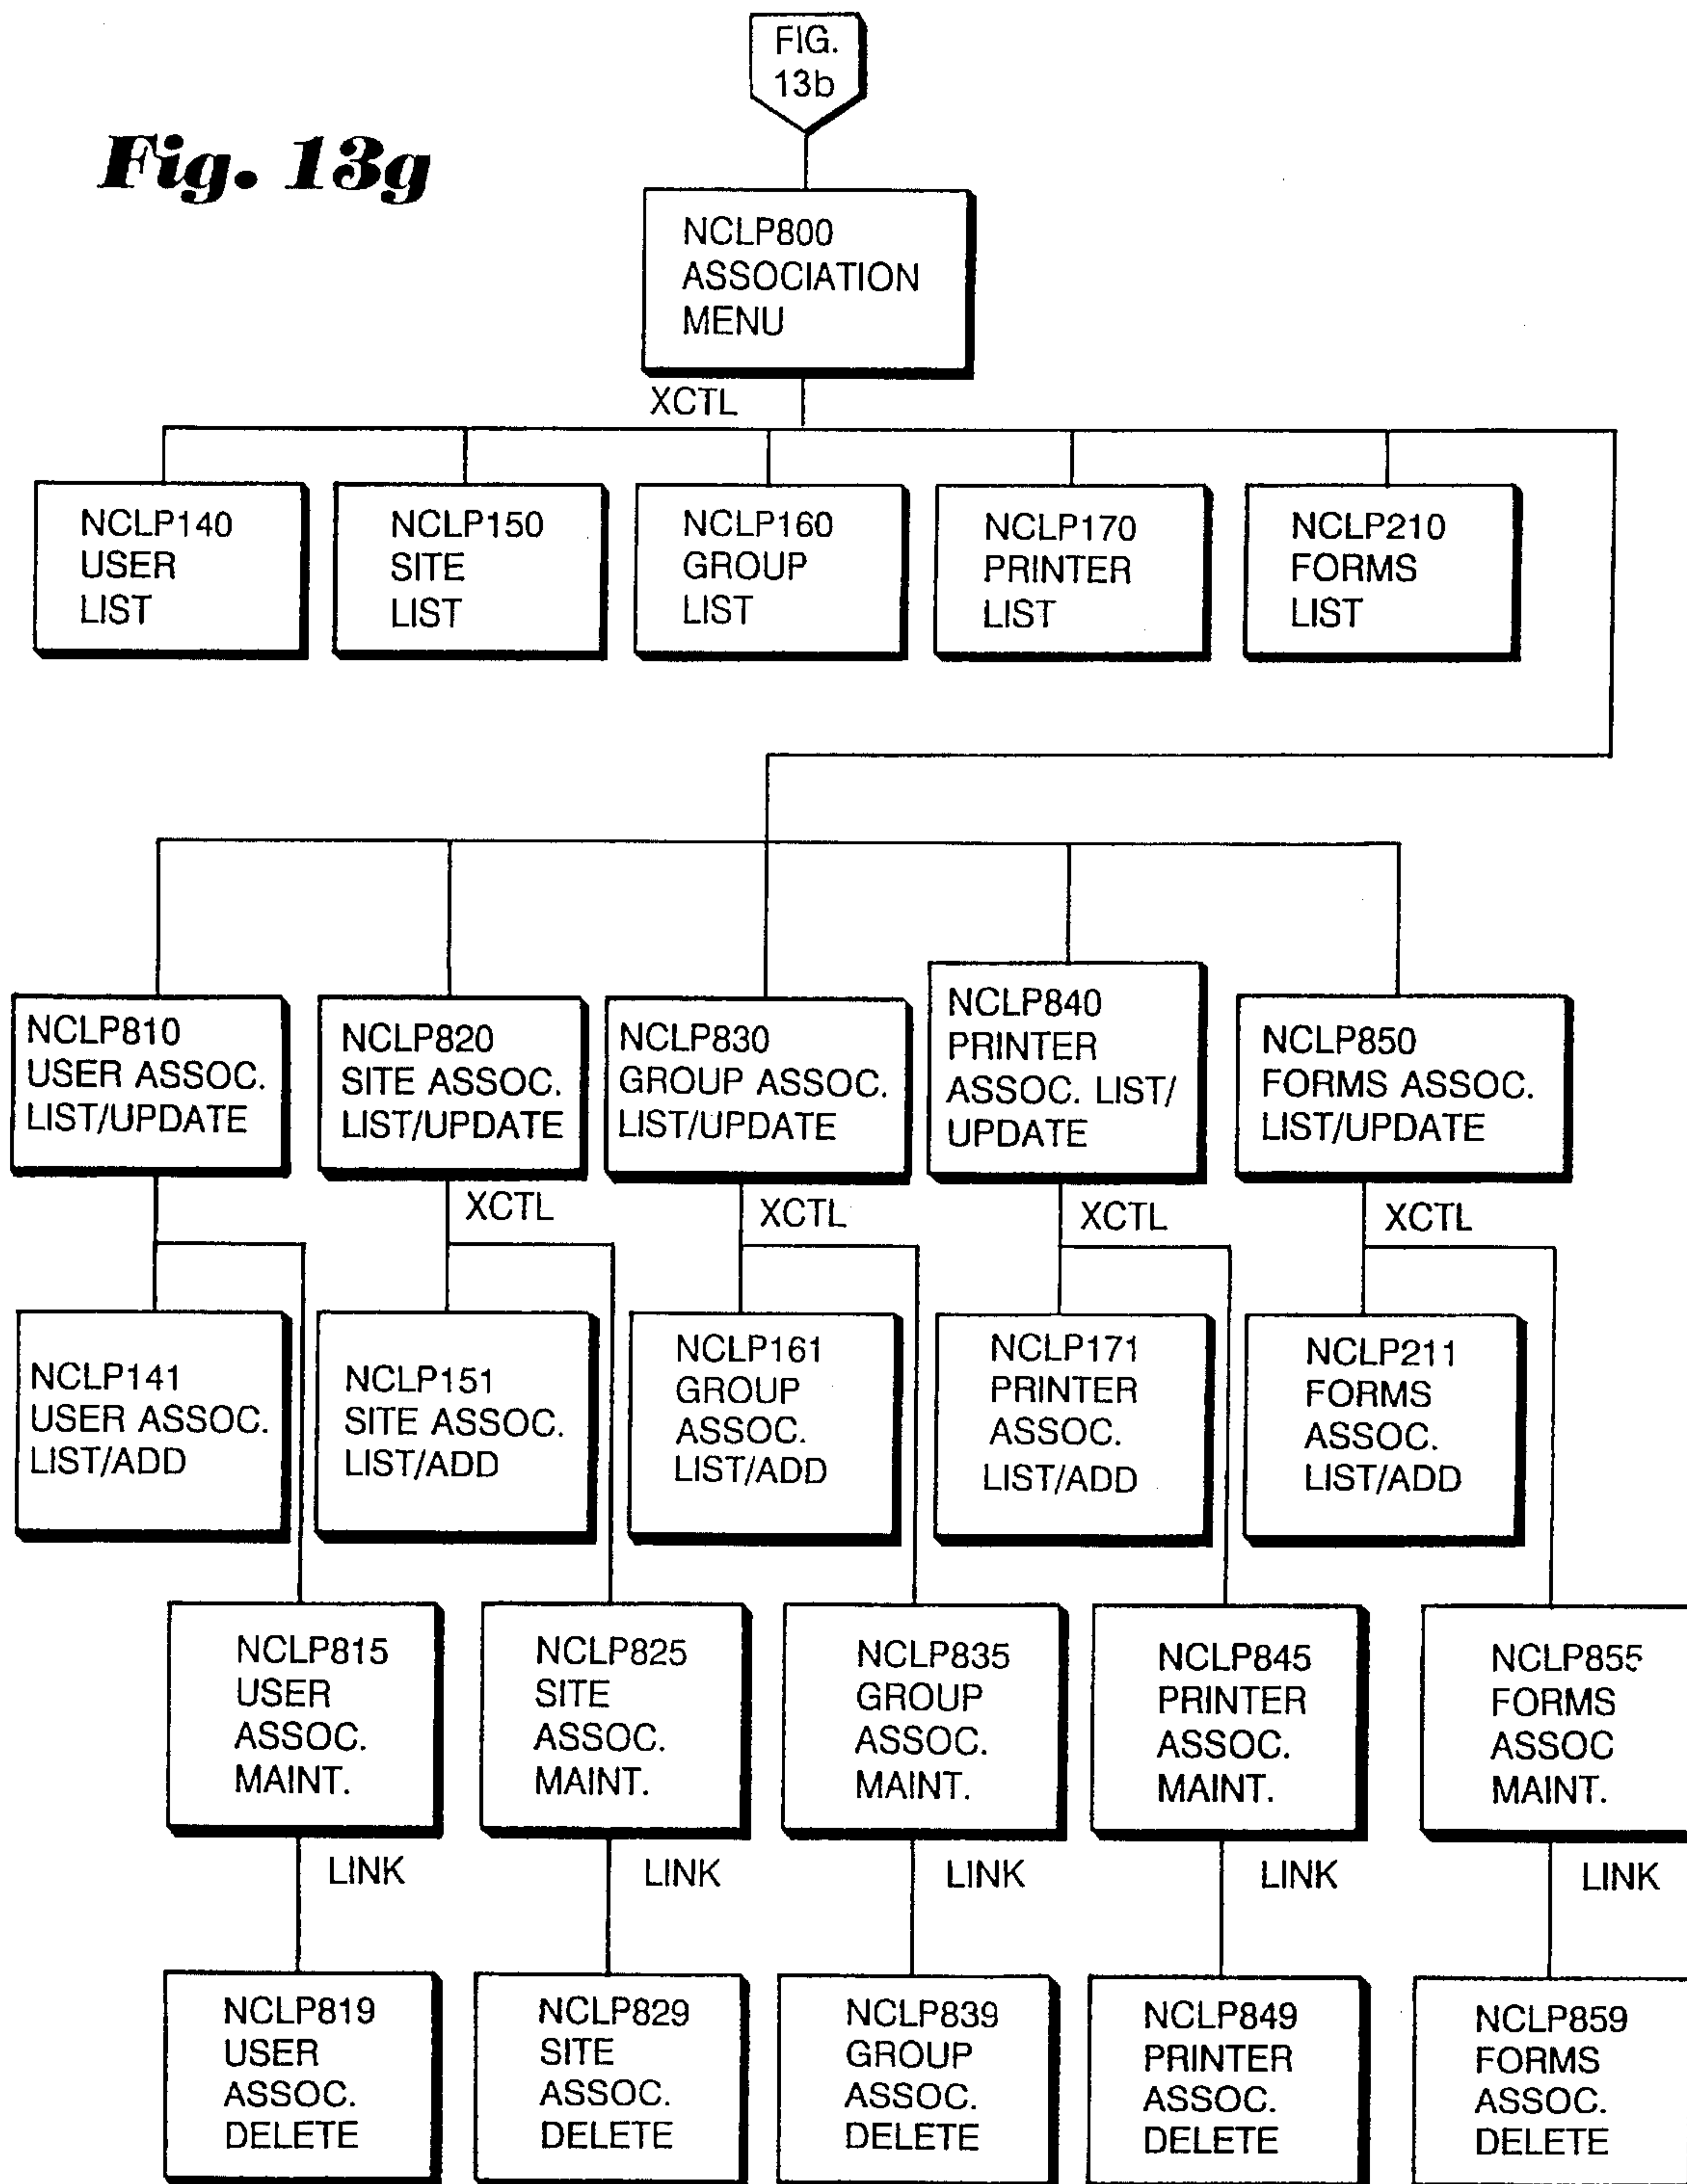 FIG.
13b
Fig. 13g
NCLP800
ASSOCIATION
MENU
XCTL
NCLP140
USER
LIST
NCLP150
SITE
LIST
NCLP160
GROUP
LIST
NCLP170
PRINTER
LIST
NCLP210
FORMS
LIST
NCLP810
USER ASSOC.
LIST/UPDATE
NCLP820
SITE ASSOC.
LIST/UPDATE
NCLP830
GROUP ASSOC.
LIST/UPDATE
NCLP840
PRINTER
ASSOC. LIST/
UPDATE
NCLP850
FORMS ASSOC.
LIST/UPDATE
XCTL
XCTL
XCTL
XCTL
NCLP141
USER ASSOC.
LIST/ADD
NCLP151
SITE ASSOC.
LIST/ADD
NCLP161
GROUP
ASSOC.
LIST/ADD
NCLP171
PRINTER
ASSOC.
LIST/ADD
NCLP211
FORMS
ASSOC.
LIST/ADD
NCLP815
USER
ASSOC.
MAINT.
NCLP825
SITE
ASSOC.
MAINT.
NCLP835
GROUP
ASSOC.
MAINT.
NCLP845
PRINTER
ASSOC.
MAINT.
NCLP855
FORMS
ASSOC
MAINT.
LINK
LINK
LINK
LINK
LINK
NCLP819
USER
ASSOC.
DELETE
NCLP829
SITE
ASSOC.
DELETE
NCLP839
GROUP
ASSOC.
DELETE
NCLP849
PRINTER
ASSOC.
DELETE
NCLP859
FORMS
ASSOC.
DELETE